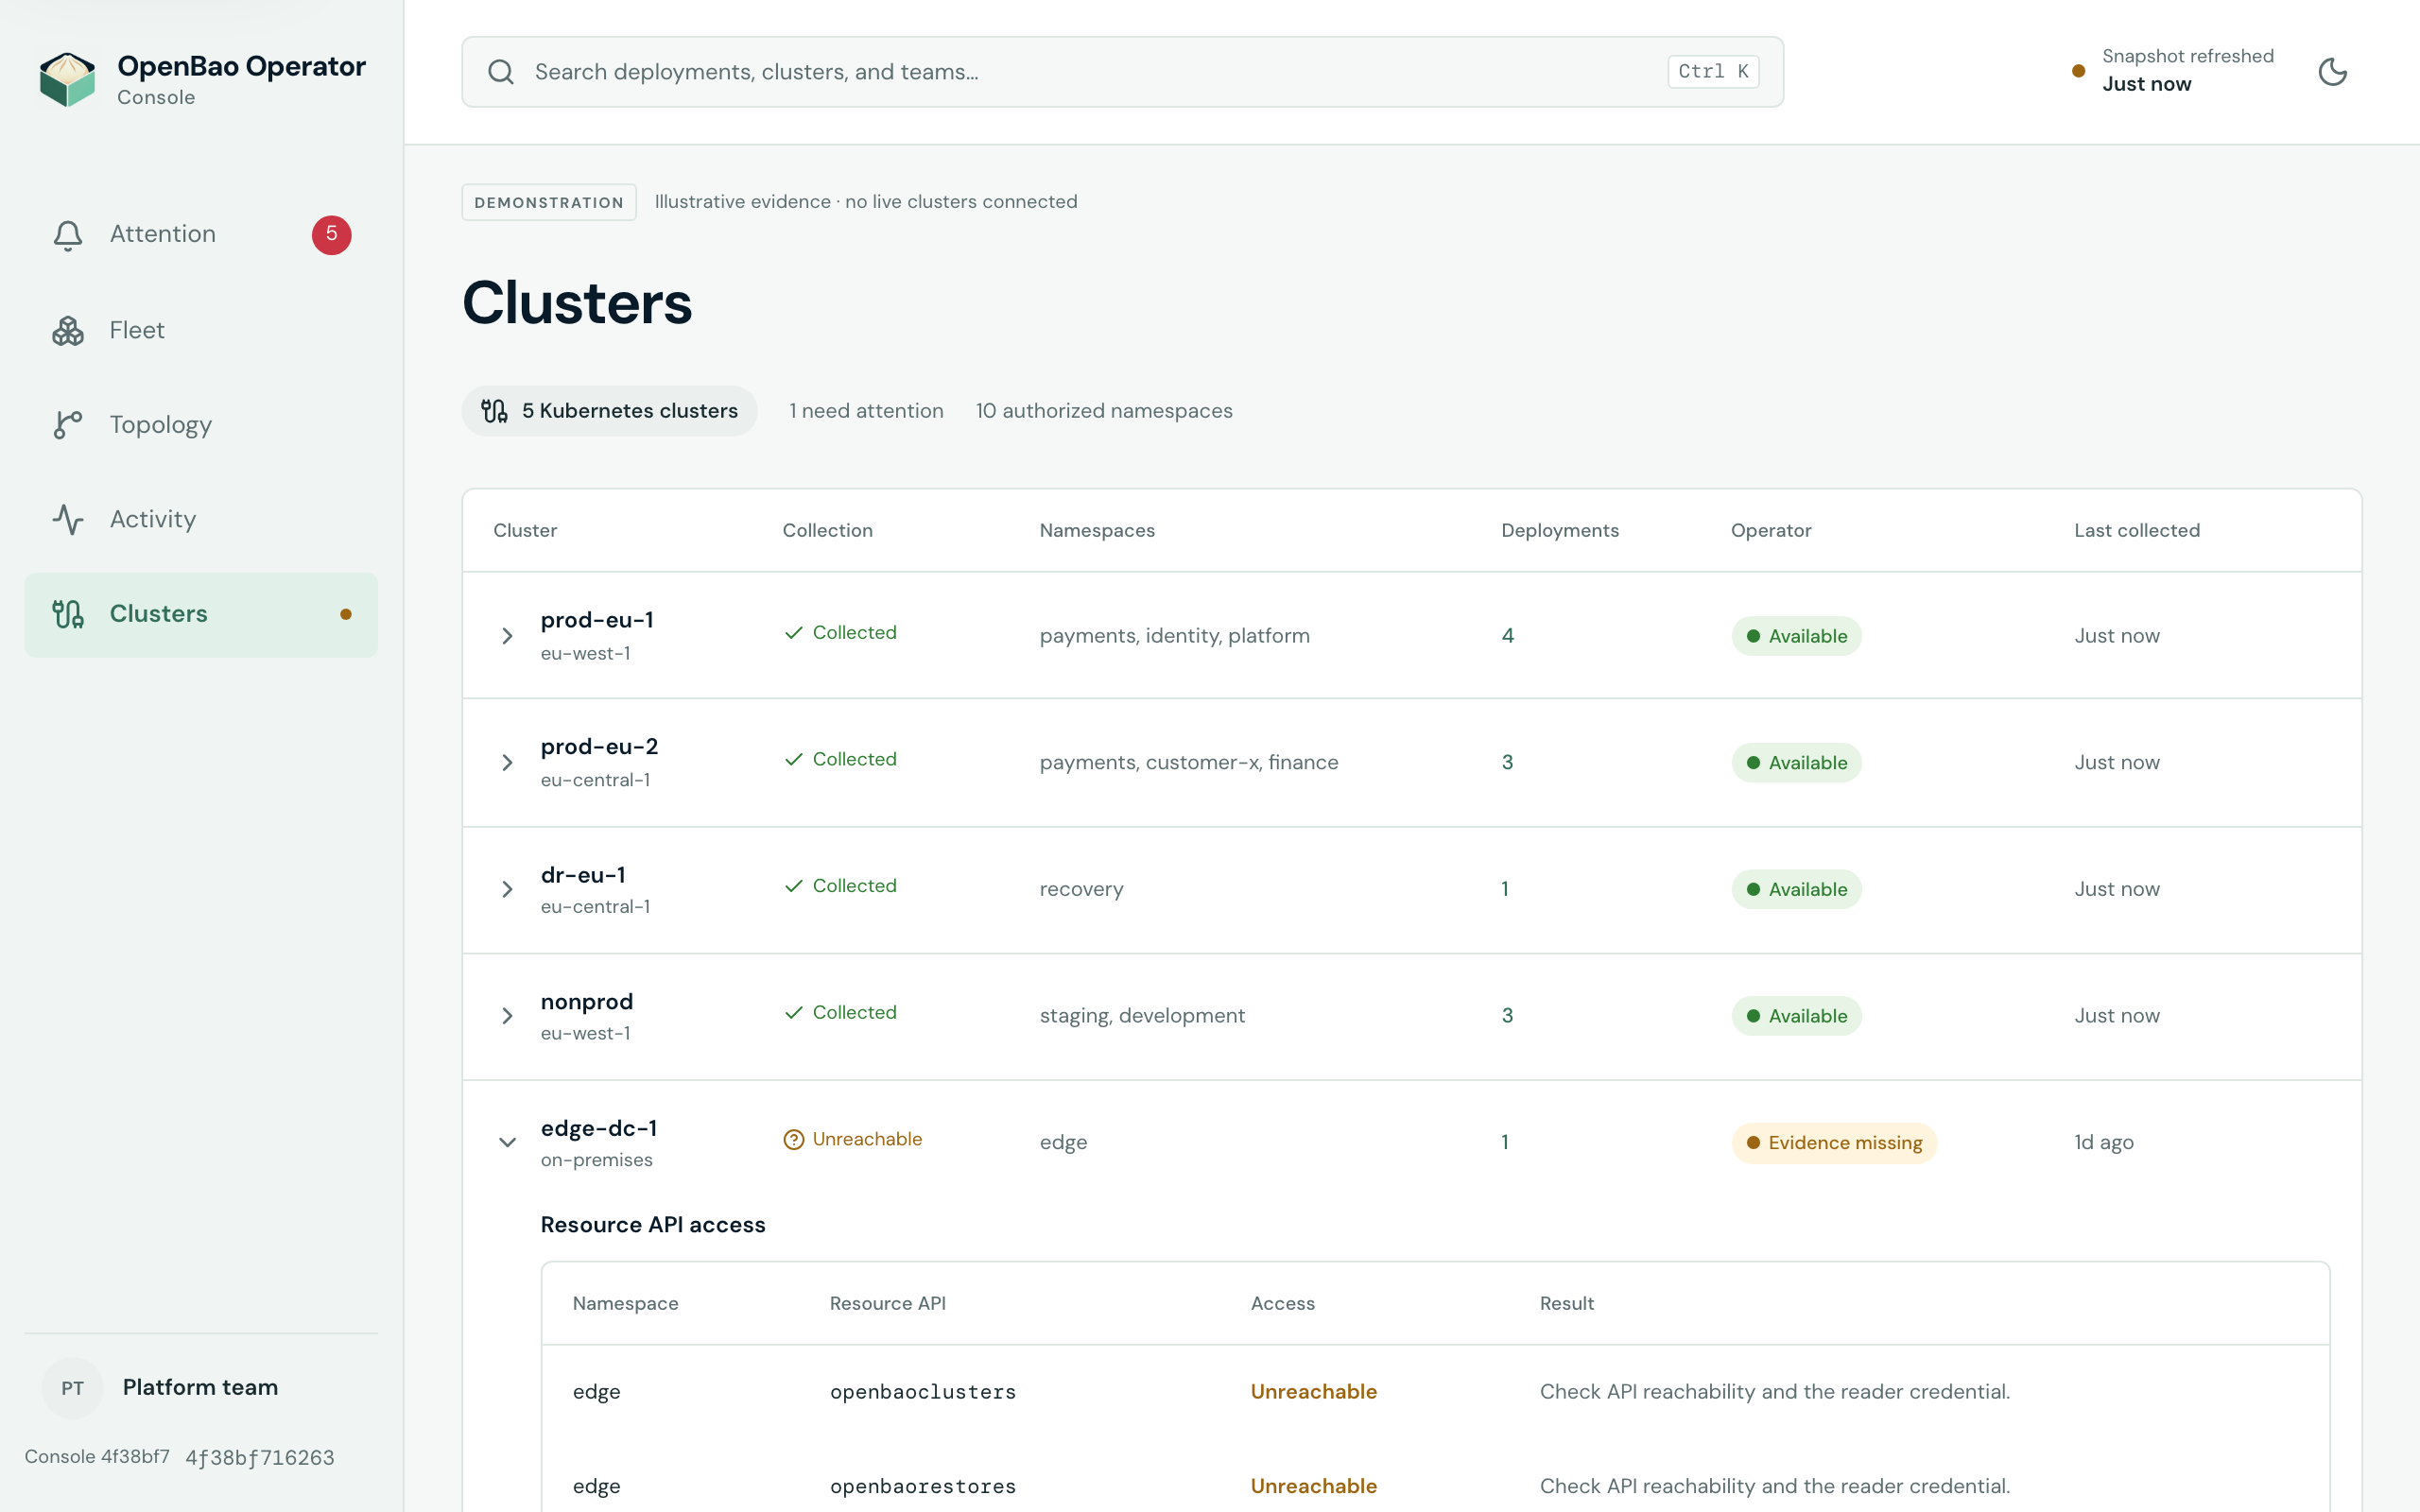 OpenBao Operator
Console
Search deployments, clusters, and teams...
Ctrl K
Snapshot refreshed
Just now
Attention 5
Fleet
Topology
Activity
Clusters
DEMONSTRATION Illustrative evidence · no live clusters connected
Clusters
5 Kubernetes clusters 1 need attention 10 authorized namespaces
Cluster Collection Namespaces Deployments Operator Last collected
prod-eu-1
eu-west-1
Collected payments, identity, platform 4 Available Just now
prod-eu-2
eu-central-1
Collected payments, customer-x, finance 3 Available Just now
dr-eu-1
eu-central-1
Collected recovery 1 Available Just now
nonprod
eu-west-1
Collected staging, development 3 Available Just now
edge-dc-1
on-premises
Unreachable edge 1 Evidence missing 1d ago
Resource API access
Namespace Resource API Access Result
edge openbaoclusters Unreachable Check API reachability and the reader credential.
edge openbaorestores Unreachable Check API reachability and the reader credential.
PT Platform team
Console 4f38bf7 4f38bf716263